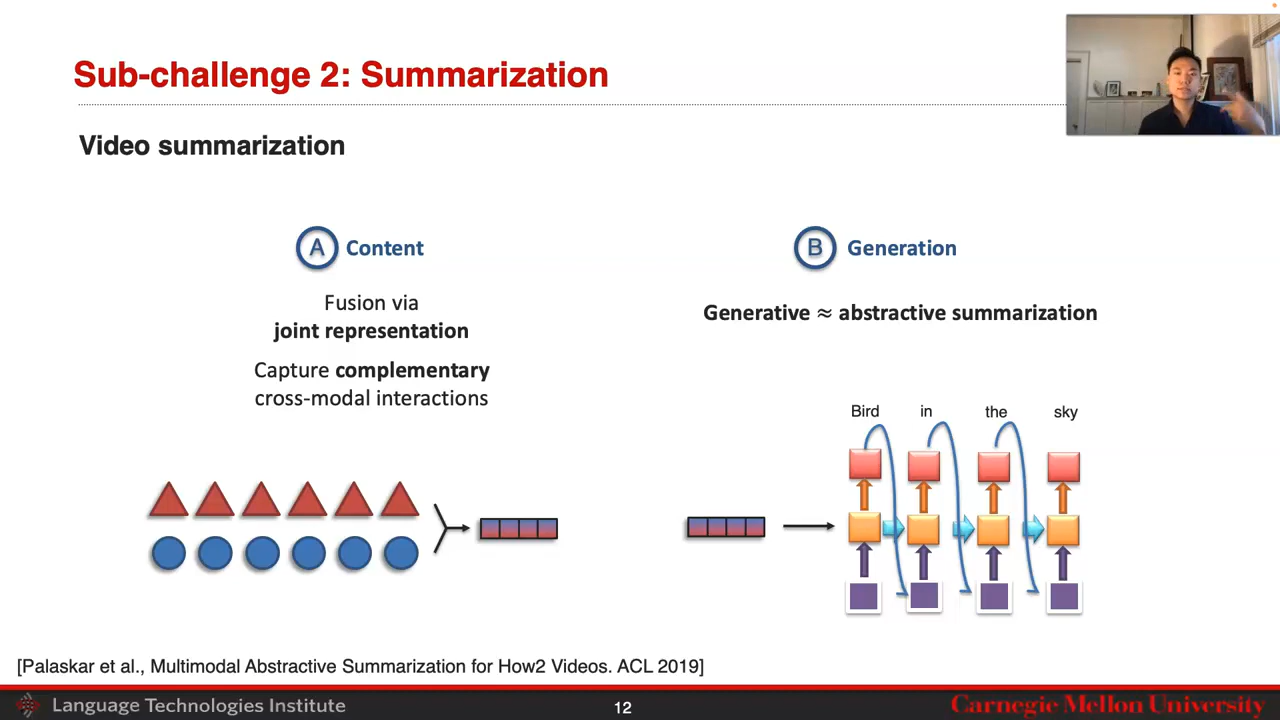 Sub-challenge 2: Summarization
Video summarization
A Content
Fusion via
joint representation
Capture complementary
cross-modal interactions
B Generation
Generative ≈ abstractive summarization
Bird in the sky
[Palaskar et al., Multimodal Abstractive Summarization for How2 Videos. ACL 2019]
Language Technologies Institute
12
Carnegie Mellon University